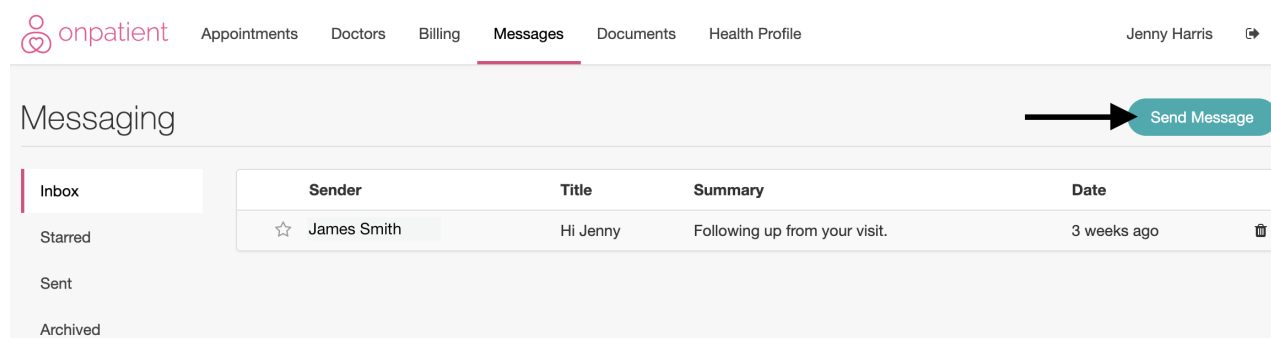 onpatient Appointments Doctors Billing Messages Documents Health Profile Jenny Harris
Messaging Send Message
Inbox Sender Title Summary Date
James Smith Hi Jenny Following up from your visit. 3 weeks ago
Starred
Sent
Archived